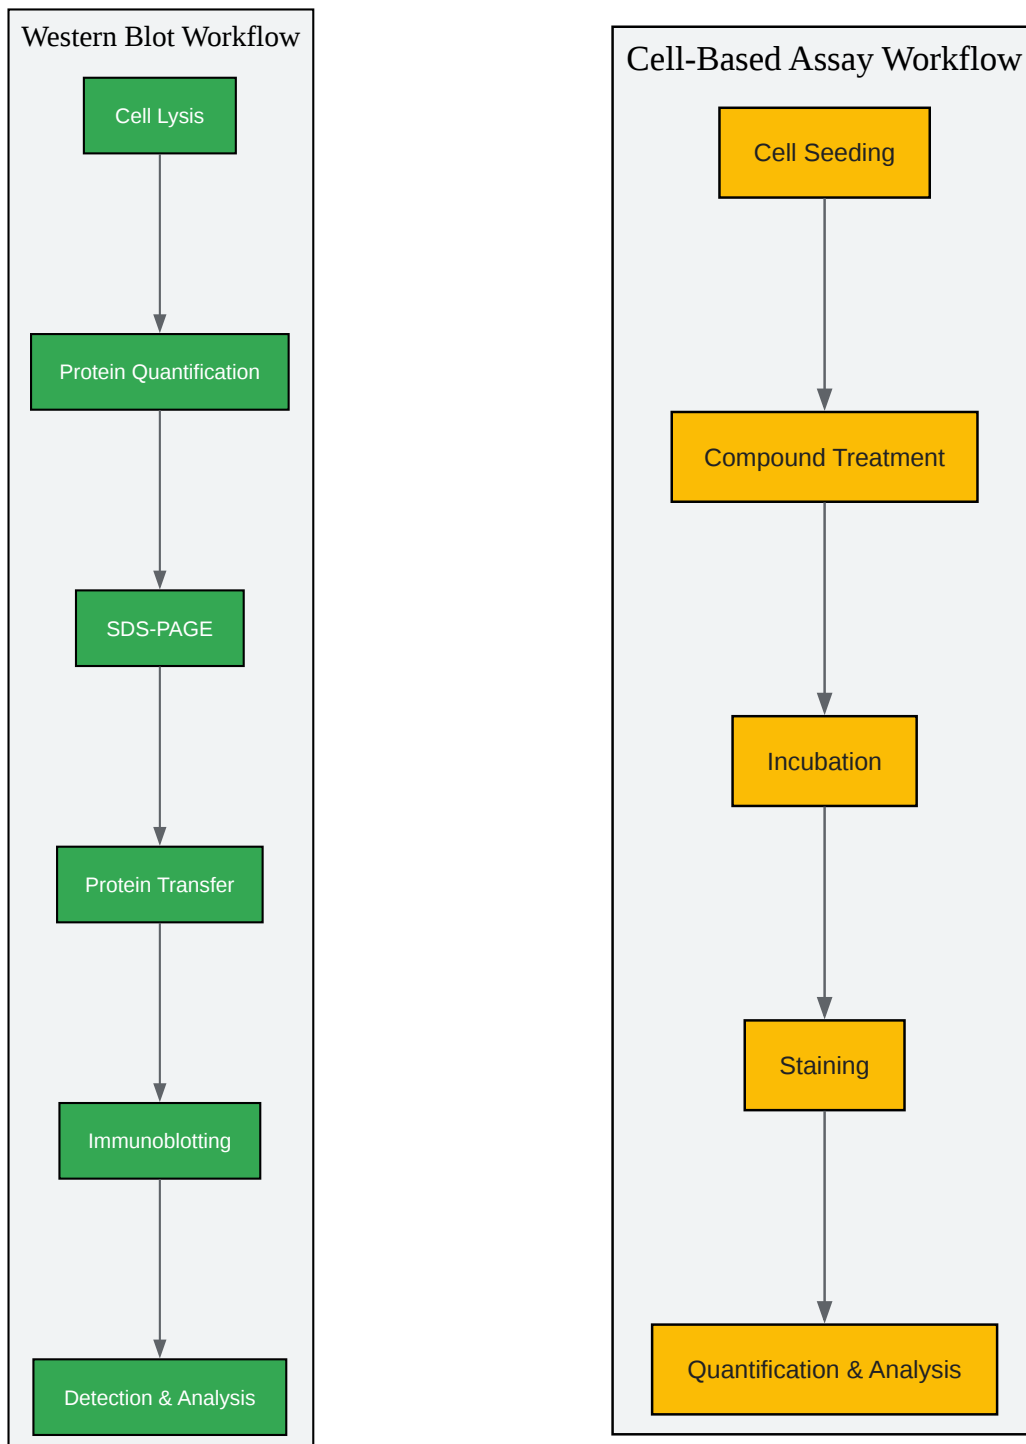 Western Blot Workflow
Cell Lysis
Protein Quantification
SDS-PAGE
Protein Transfer
Immunoblotting
Detection & Analysis
Cell-Based Assay Workflow
Cell Seeding
Compound Treatment
Incubation
Staining
Quantification & Analysis